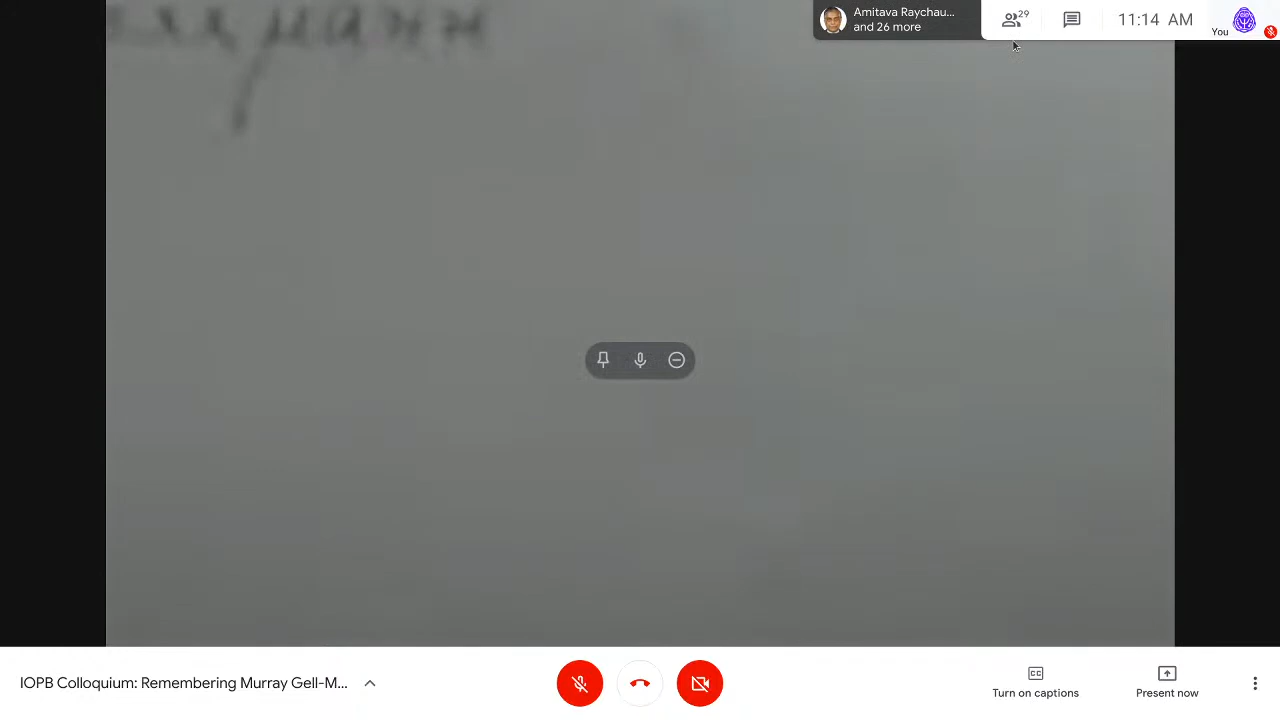 Amitava Raychau...
and 26 more
29
11:14 AM
You
IOPB Colloquium: Remembering Murray Gell-M...
CC
Turn on captions
Present now